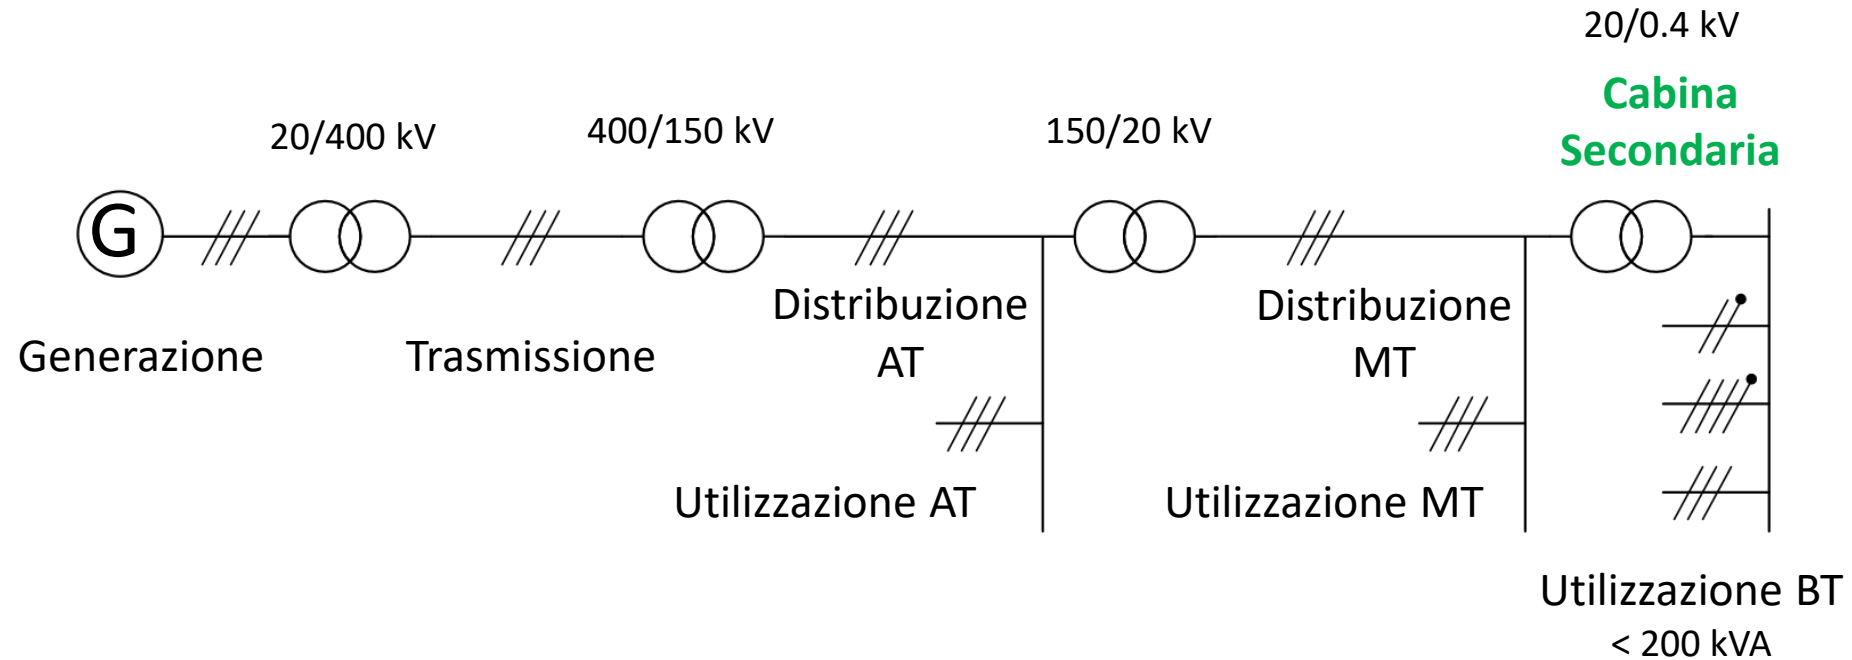 20/0.4 kV
Cabina
Secondaria
20/400 kV
400/150 kV
150/20 kV
G
Generazione
Trasmissione
Distribuzione
AT
Distribuzione
MT
Utilizzazione AT
Utilizzazione MT
Utilizzazione BT
< 200 kVA